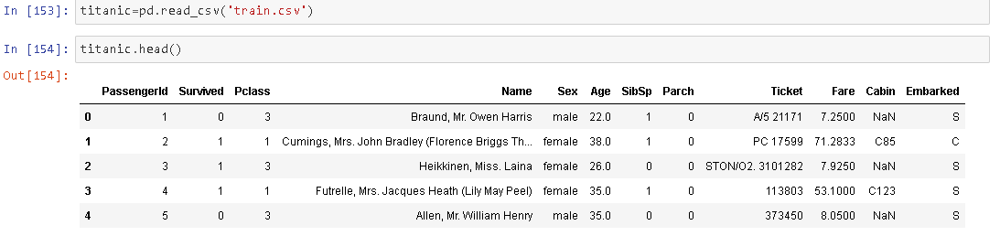 In [153]: titanic=pd.read_csv('train.csv')
In [154]: titanic.head()
Out[154]:
PassengerId Survived Pclass Name Sex Age SibSp Parch Ticket Fare Cabin Embarked
0 1 0 3 Braund, Mr. Owen Harris male 22.0 1 0 A/5 21171 7.2500 NaN S
1 2 1 1 Cumings, Mrs. John Bradley (Florence Briggs Th... female 38.0 1 0 PC 17599 71.2833 C85 C
2 3 1 3 Heikkinen, Miss. Laina female 26.0 0 0 STON/O2. 3101282 7.9250 NaN S
3 4 1 1 Futrelle, Mrs. Jacques Heath (Lily May Peel) female 35.0 1 0 113803 53.1000 C123 S
4 5 0 3 Allen, Mr. William Henry male 35.0 0 0 373450 8.0500 NaN S